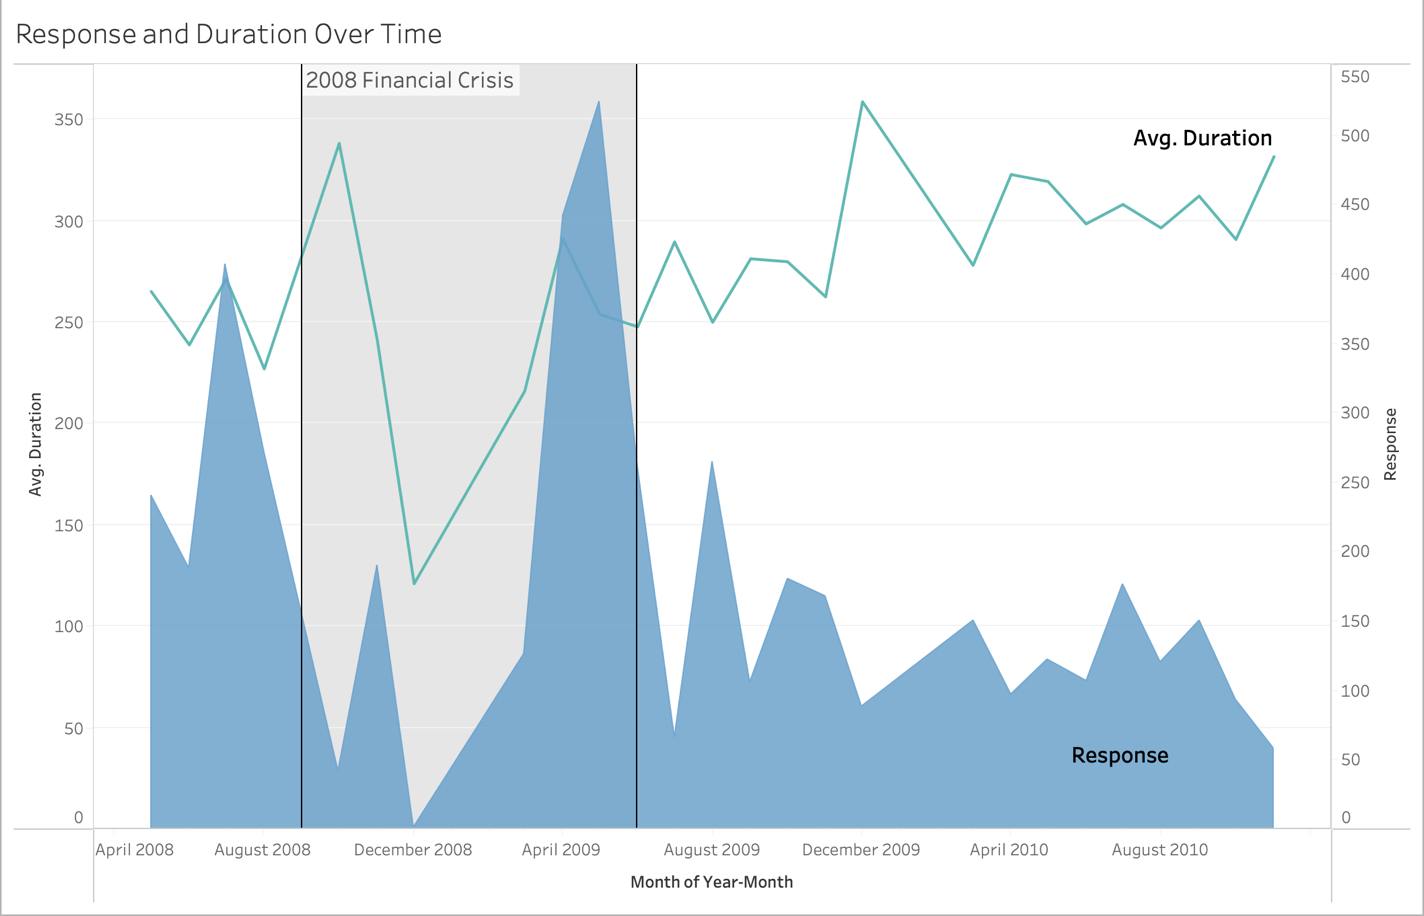 Response and Duration Over Time
2008 Financial Crisis
Avg. Duration
Response
Avg. Duration
350
300
250
200
150
100
50
0
550
500
450
400
350
300
250
200
150
100
50
0
Response
April 2008 August 2008 December 2008 April 2009 August 2009 December 2009 April 2010 August 2010
Month of Year-Month